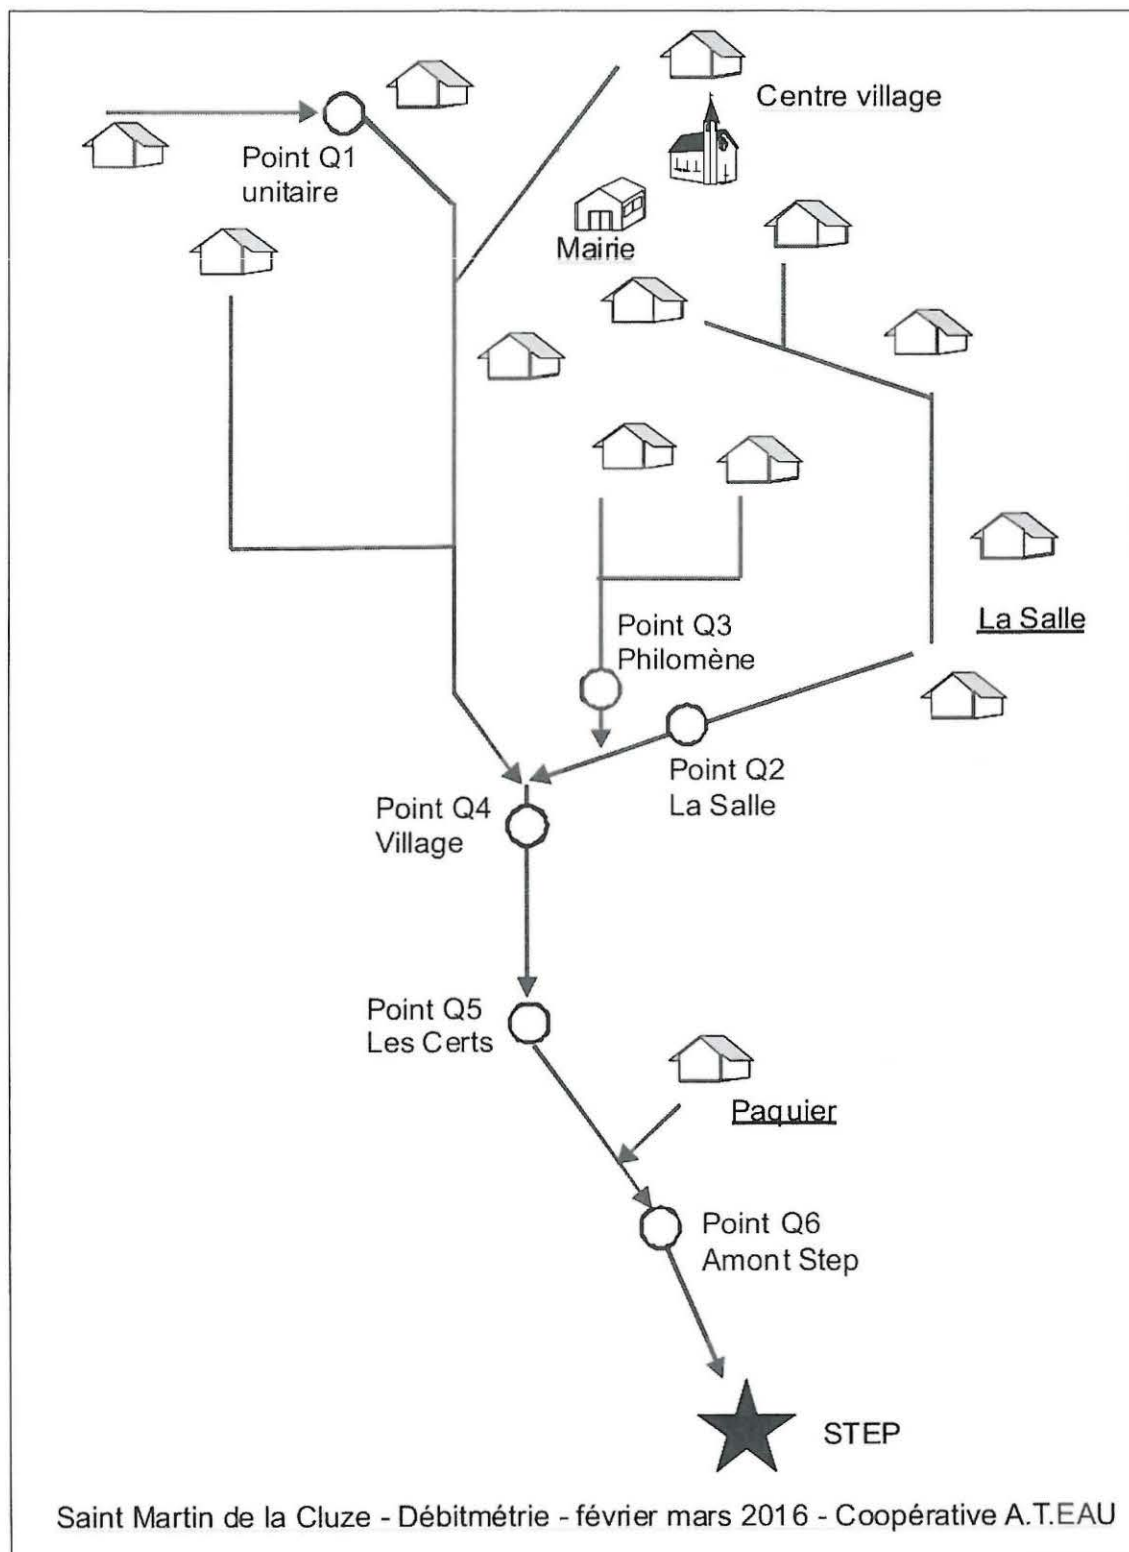 Centre village
Point Q1
unitaire
Mairie
Point Q3
Philomène
La Salle
Point Q2
La Salle
Point Q4
Village
Point Q5
Les Certs
Paquier
Point Q6
Amont Step
STEP
Saint Martin de la Cluze - Débitmétrie - février mars 2016 - Coopérative A.T.EAU